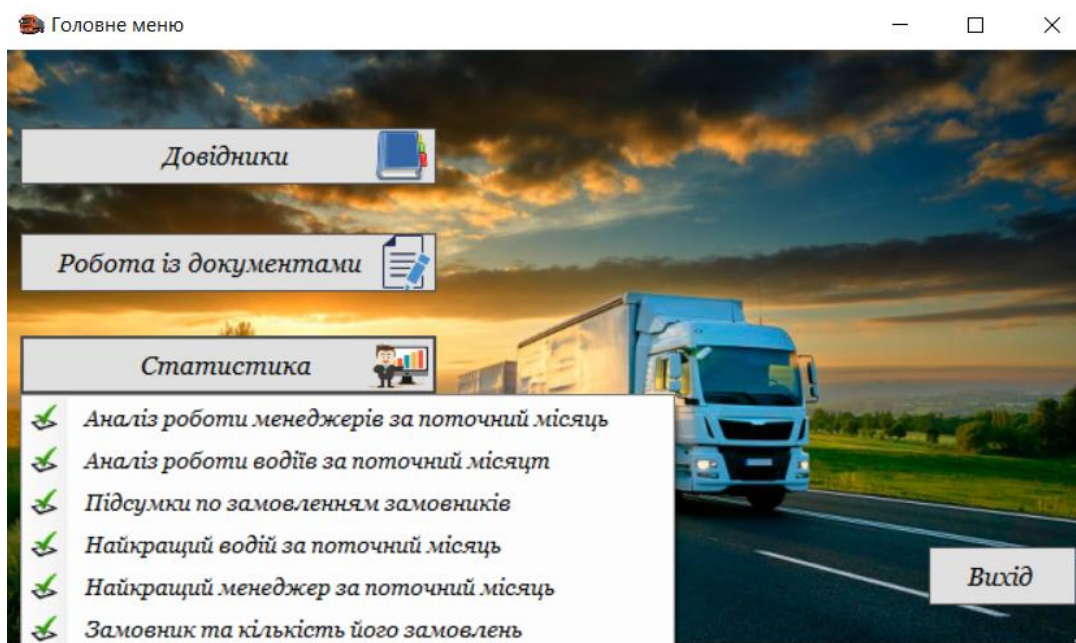 Головне меню
Довідники
Робота із документами
Статистика
Аналіз роботи менеджерів за поточний місяць
Аналіз роботи водіїв за поточний місяцт
Підсумки по замовленням замовників
Найкращий водій за поточний місяць
Найкращий менеджер за поточний місяць
Замовник та кількість його замовлень
Вихід